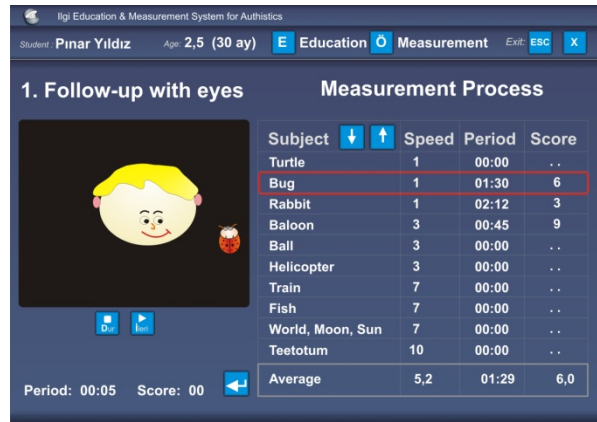 Ilgi Education & Measurement System for Authistics
Student : Pınar Yıldız Age: 2,5 (30 ay) E Education Ö Measurement Exit: ESC X
1. Follow-up with eyes
Measurement Process
Subject Speed Period Score
Turtle 1 00:00 . .
Bug 1 01:30 6
Rabbit 1 02:12 3
Baloon 3 00:45 9
Ball 3 00:00 . .
Helicopter 3 00:00 . .
Train 7 00:00 . .
Fish 7 00:00 . .
World, Moon, Sun 7 00:00 . .
Teetotum 10 00:00 . .
Average 5,2 01:29 6,0
Dur İleri
Period: 00:05 Score: 00